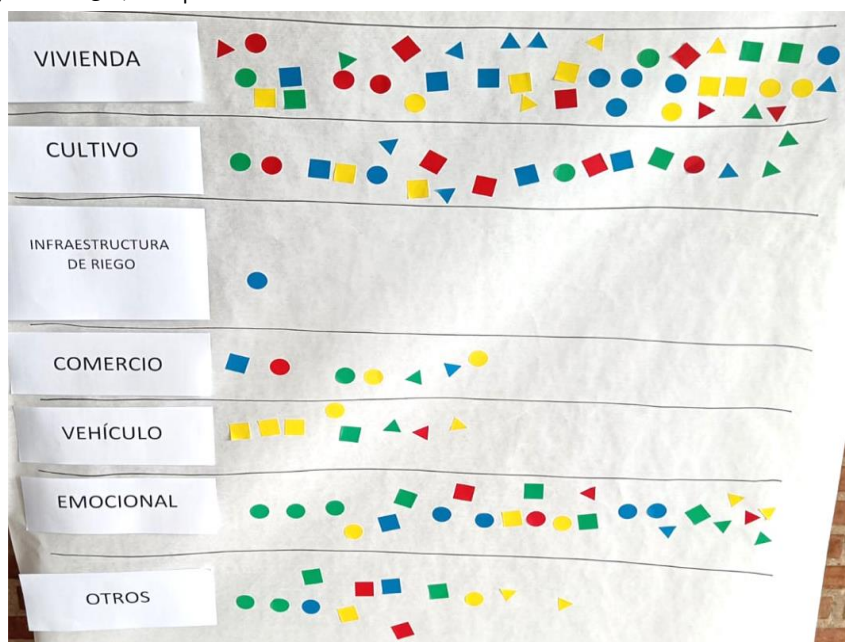 VIVIENDA
CULTIVO
INFRAESTRUCTURA
DE RIEGO
COMERCIO
VEHÍCULO
EMOCIONAL
OTROS